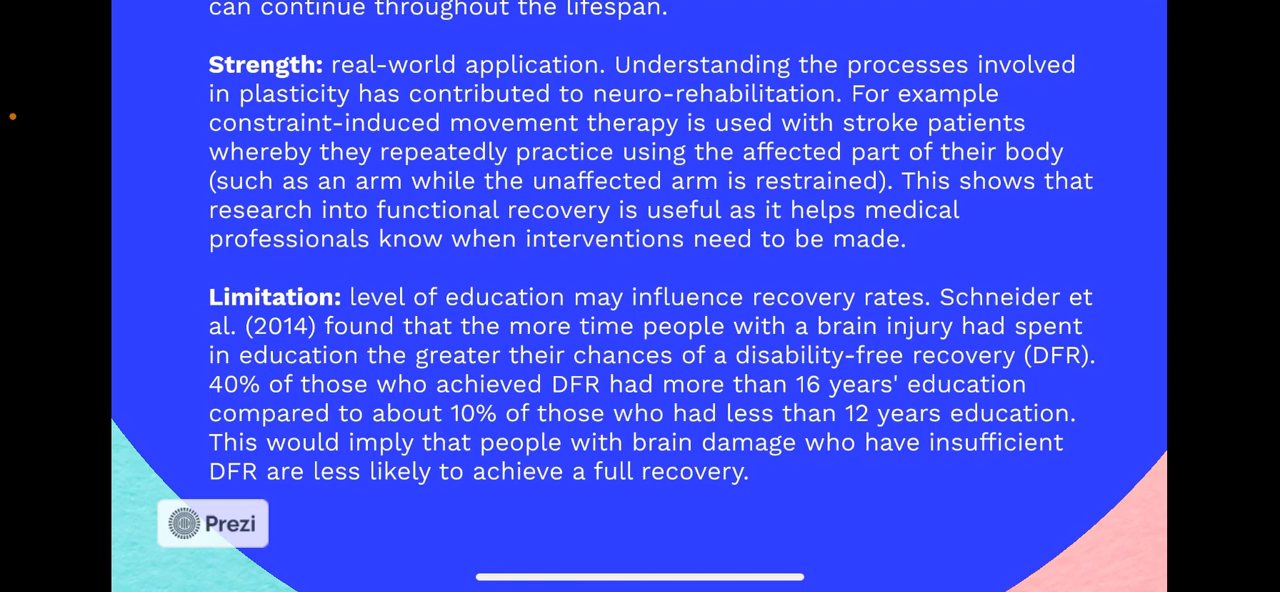 can continue throughout the lifespan.
Strength: real-world application. Understanding the processes involved
in plasticity has contributed to neuro-rehabilitation. For example
constraint-induced movement therapy is used with stroke patients
whereby they repeatedly practice using the affected part of their body
(such as an arm while the unaffected arm is restrained). This shows that
research into functional recovery is useful as it helps medical
professionals know when interventions need to be made.
Limitation: level of education may influence recovery rates. Schneider et
al. (2014) found that the more time people with a brain injury had spent
in education the greater their chances of a disability-free recovery (DFR).
40% of those who achieved DFR had more than 16 years' education
compared to about 10% of those who had less than 12 years education.
This would imply that people with brain damage who have insufficient
DFR are less likely to achieve a full recovery.
Prezi